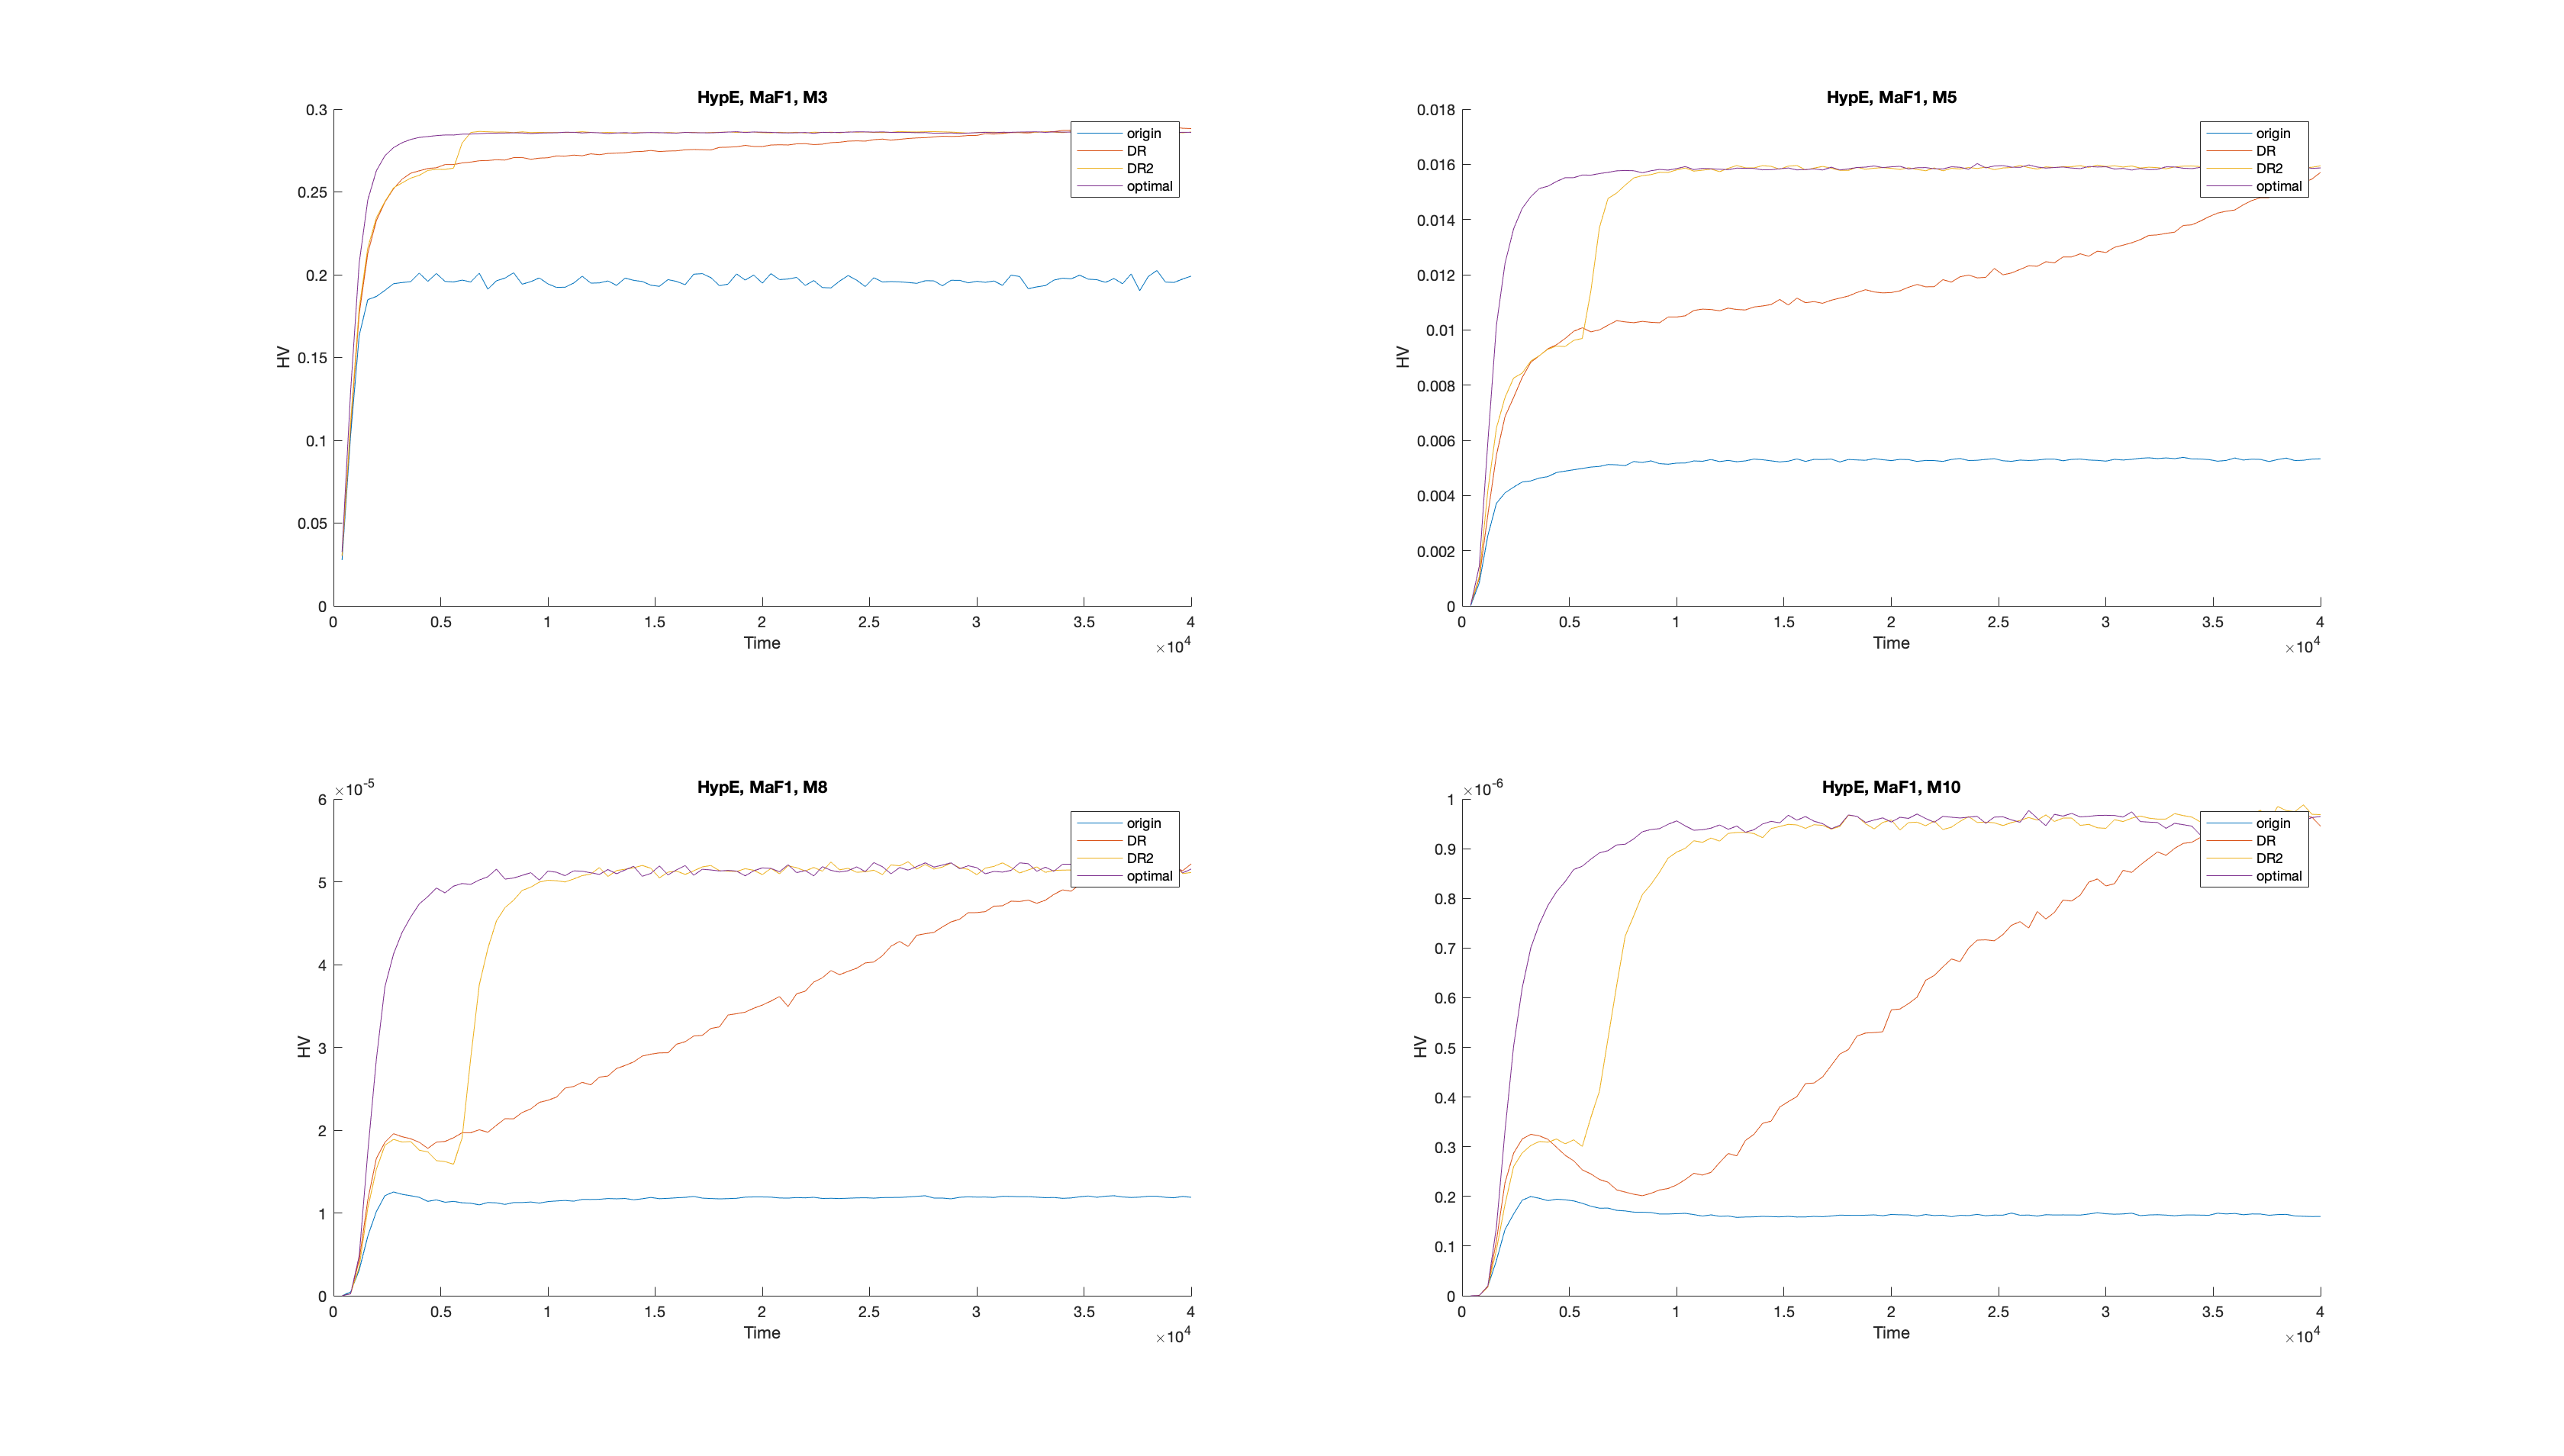 HypE, MaF1, M3
0.3
0.25
0.2
0.15
0.1
0.05
0
HV
0 0.5 1 1.5 2 2.5 3 3.5 4
Time
×10^4
origin
DR
DR2
optimal
HypE, MaF1, M5
0.018
0.016
0.014
0.012
0.01
0.008
0.006
0.004
0.002
0
HV
0 0.5 1 1.5 2 2.5 3 3.5 4
Time
×10^4
origin
DR
DR2
optimal
HypE, MaF1, M8
×10^-5
6
5
4
3
2
1
0
HV
0 0.5 1 1.5 2 2.5 3 3.5 4
Time
×10^4
origin
DR
DR2
optimal
HypE, MaF1, M10
×10^-6
1
0.9
0.8
0.7
0.6
0.5
0.4
0.3
0.2
0.1
0
HV
0 0.5 1 1.5 2 2.5 3 3.5 4
Time
×10^4
origin
DR
DR2
optimal